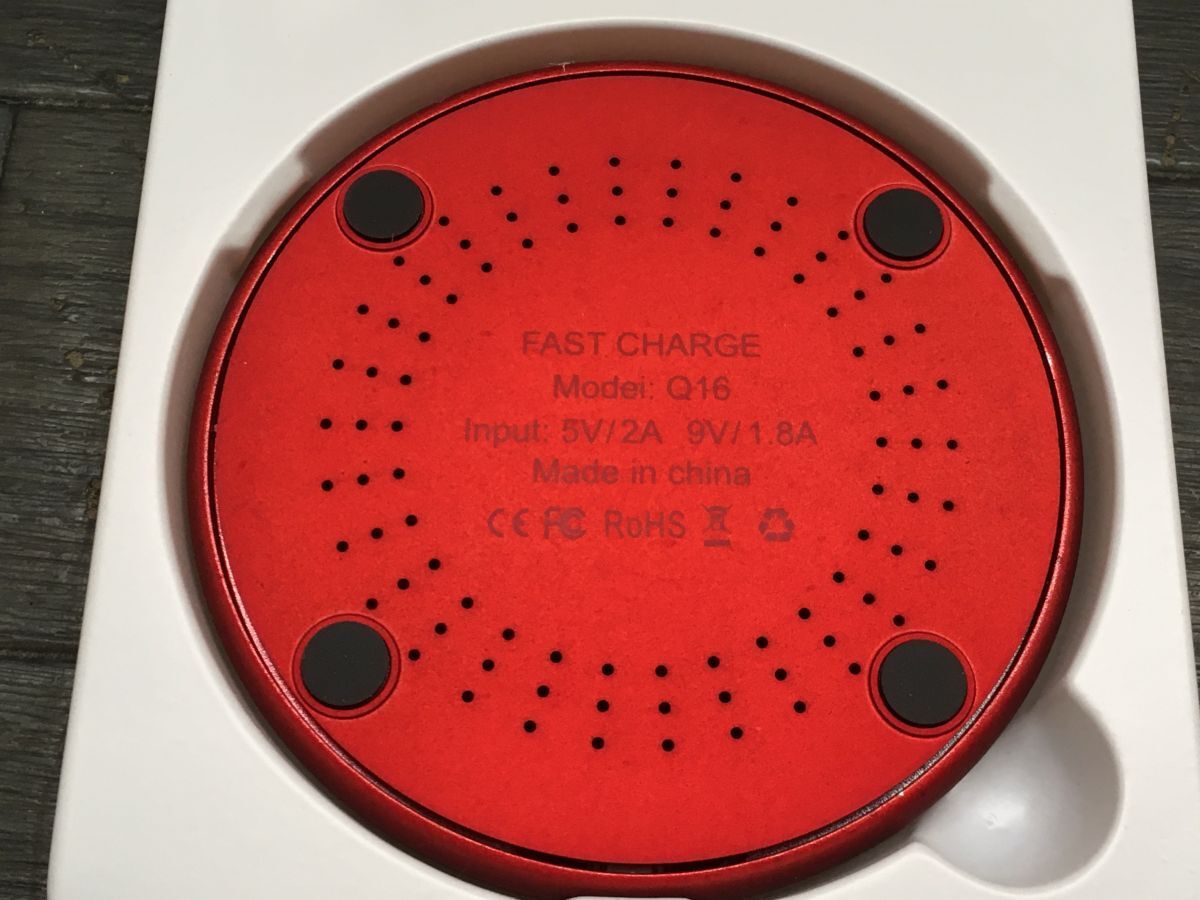 FAST CHARGE
Model: Q16
Input: 5V/2A 9V/1.8A
Made in china
CE FC RoHS